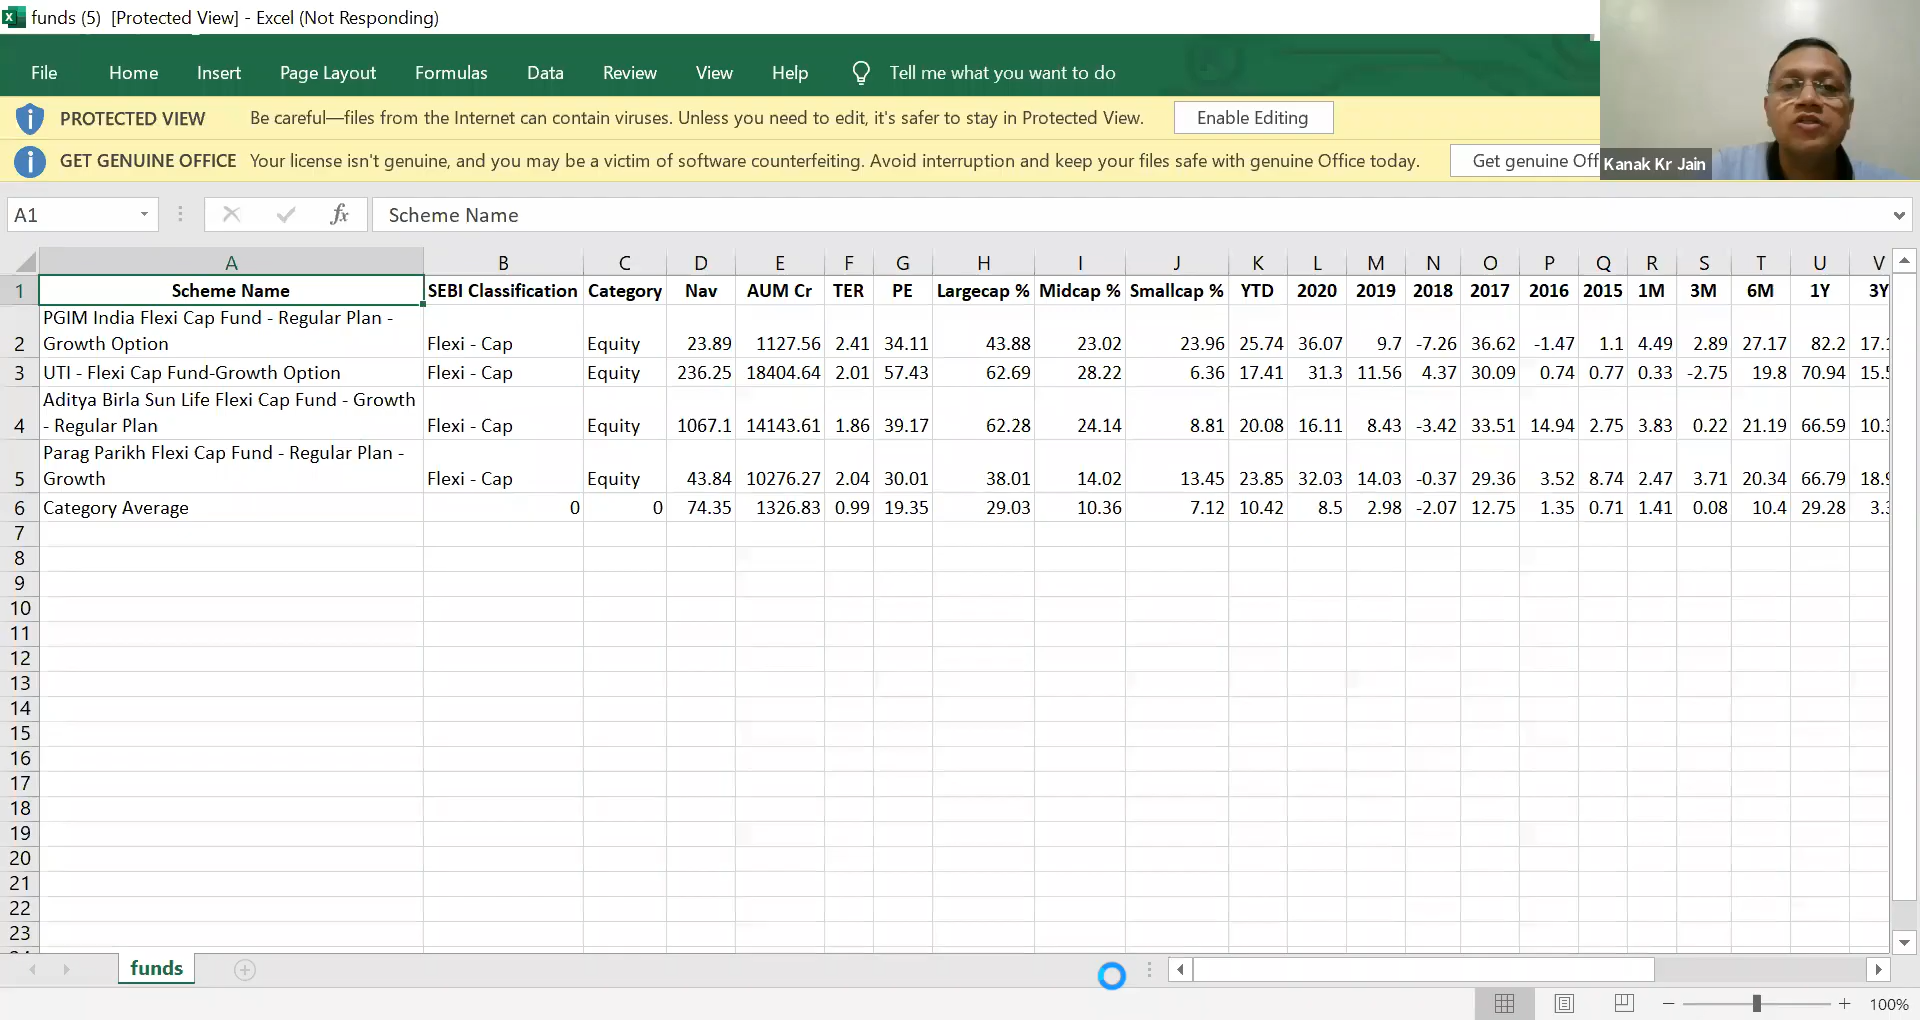 funds (5)  [Protected View] - Excel (Not Responding)
File Home Insert Page Layout Formulas Data Review View Help Tell me what you want to do
PROTECTED VIEW Be careful—files from the Internet can contain viruses. Unless you need to edit, it's safer to stay in Protected View. Enable Editing
GET GENUINE OFFICE Your license isn't genuine, and you may be a victim of software counterfeiting. Avoid interruption and keep your files safe with genuine Office today. Get genuine Off
Kanak Kr Jain
A1 fx Scheme Name
A B C D E F G H I J K L M N O P Q R S T U V
1 Scheme Name SEBI Classification Category Nav AUM Cr TER PE Largecap % Midcap % Smallcap % YTD 2020 2019 2018 2017 2016 2015 1M 3M 6M 1Y 3Y
PGIM India Flexi Cap Fund - Regular Plan -
2 Growth Option Flexi - Cap Equity 23.89 1127.56 2.41 34.11 43.88 23.02 23.96 25.74 36.07 9.7 -7.26 36.62 -1.47 1.1 4.49 2.89 27.17 82.2 17.1
3 UTI - Flexi Cap Fund-Growth Option Flexi - Cap Equity 236.25 18404.64 2.01 57.43 62.69 28.22 6.36 17.41 31.3 11.56 4.37 30.09 0.74 0.77 0.33 -2.75 19.8 70.94 15.5
Aditya Birla Sun Life Flexi Cap Fund - Growth
4 - Regular Plan Flexi - Cap Equity 1067.1 14143.61 1.86 39.17 62.28 24.14 8.81 20.08 16.11 8.43 -3.42 33.51 14.94 2.75 3.83 0.22 21.19 66.59 10.3
Parag Parikh Flexi Cap Fund - Regular Plan -
5 Growth Flexi - Cap Equity 43.84 10276.27 2.04 30.01 38.01 14.02 13.45 23.85 32.03 14.03 -0.37 29.36 3.52 8.74 2.47 3.71 20.34 66.79 18.9
6 Category Average 0 0 74.35 1326.83 0.99 19.35 29.03 10.36 7.12 10.42 8.5 2.98 -2.07 12.75 1.35 0.71 1.41 0.08 10.4 29.28 3.3
7
8
9
10
11
12
13
14
15
16
17
18
19
20
21
22
23
funds
100%